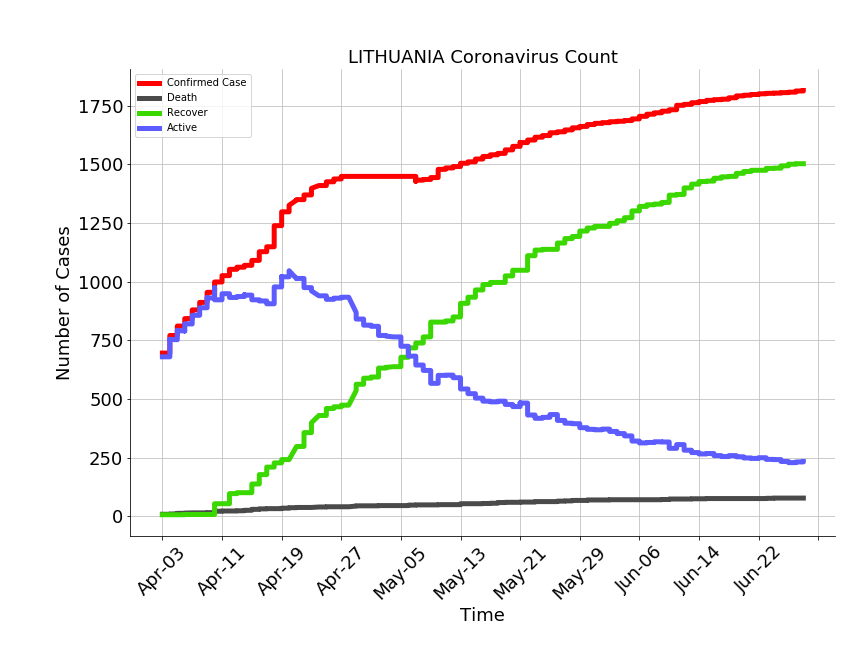 LITHUANIA Coronavirus Count
Confirmed Case
Death
Recover
Active
Number of Cases
1750
1500
1250
1000
750
500
250
0
Apr-03
Apr-11
Apr-19
Apr-27
May-05
May-13
May-21
May-29
Jun-06
Jun-14
Jun-22
Time